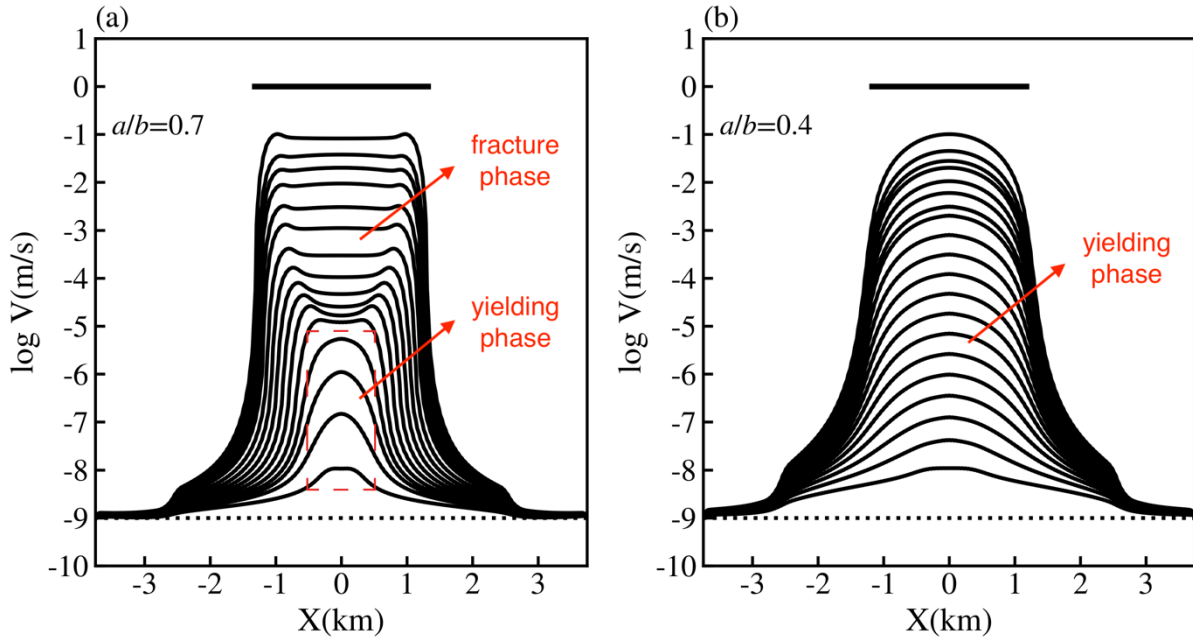 (a)
log V(m/s)
1
0
-1
-2
-3
-4
-5
-6
-7
-8
-9
-10
a/b=0.7
fracture
phase
yielding
phase
-3 -2 -1 0 1 2 3
X(km)
(b)
log V(m/s)
1
0
-1
-2
-3
-4
-5
-6
-7
-8
-9
-10
a/b=0.4
yielding
phase
-3 -2 -1 0 1 2 3
X(km)